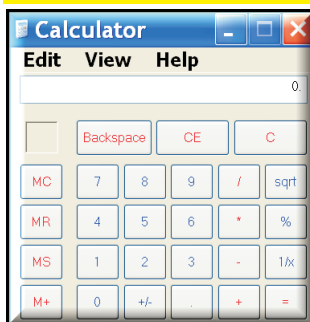 Calculator
Edit View Help
0.
Backspace CE C
MC 7 8 9 / sqrt
MR 4 5 6 * %
MS 1 2 3 - 1/x
M+ 0 +/- . + =